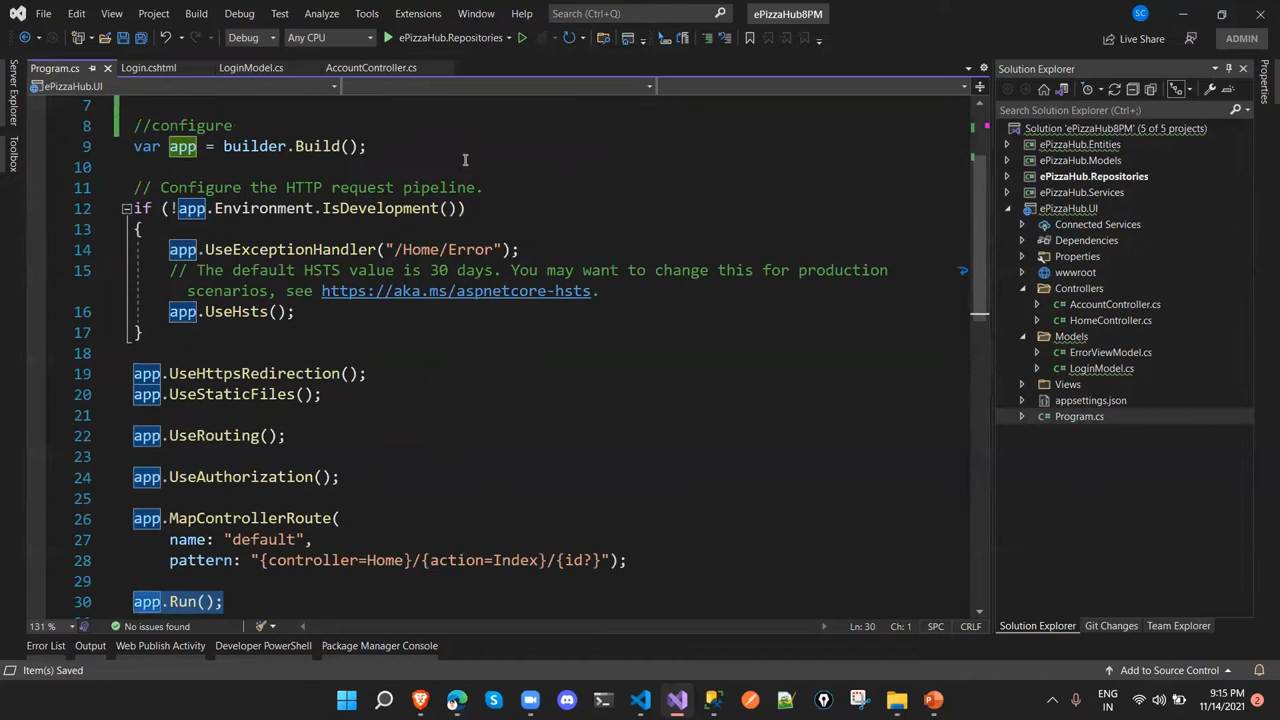 File Edit View Project Build Debug Test Analyze Tools Extensions Window Help Search (Ctrl+Q) ePizzaHub8PM SC
Debug Any CPU ePizzaHub.Repositories Live Share ADMIN
Program.cs Login.cshtml LoginModel.cs AccountController.cs
ePizzaHub.UI
Server Explorer
Toolbox
7
8 //configure
9 var app = builder.Build();
10
11 // Configure the HTTP request pipeline.
12 if (!app.Environment.IsDevelopment())
13 {
14 app.UseExceptionHandler("/Home/Error");
15 // The default HSTS value is 30 days. You may want to change this for production
scenarios, see https://aka.ms/aspnetcore-hsts.
16 app.UseHsts();
17 }
18
19 app.UseHttpsRedirection();
20 app.UseStaticFiles();
21
22 app.UseRouting();
23
24 app.UseAuthorization();
25
26 app.MapControllerRoute(
27 name: "default",
28 pattern: "{controller=Home}/{action=Index}/{id?}");
29
30 app.Run();
131 % No issues found Ln: 30 Ch: 1 SPC CRLF
Solution Explorer
Search Solution Explorer (Ctrl+;)
Solution 'ePizzaHub8PM' (5 of 5 projects)
ePizzaHub.Entities
ePizzaHub.Models
ePizzaHub.Repositories
ePizzaHub.Services
ePizzaHub.UI
Connected Services
Dependencies
Properties
wwwroot
Controllers
C# AccountController.cs
C# HomeController.cs
Models
C# ErrorViewModel.cs
C# LoginModel.cs
Views
appsettings.json
C# Program.cs
Solution Explorer Git Changes Team Explorer
Properties
Error List Output Web Publish Activity Developer PowerShell Package Manager Console
Item(s) Saved Add to Source Control
ENG
IN
9:15 PM
11/14/2021
2